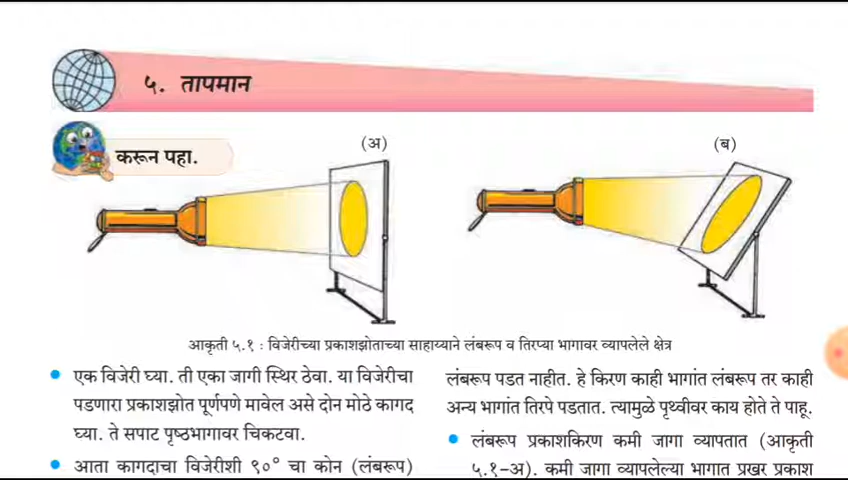 ५. तापमान
करून पहा.
(अ)
(ब)
आकृती ५.१ : विजेरीच्या प्रकाशझोताच्या साहाय्याने लंबरूप व तिरप्या भागावर व्यापलेले क्षेत्र
• एक विजेरी घ्या. ती एका जागी स्थिर ठेवा. या विजेरीचा
पडणारा प्रकाशझोत पूर्णपणे मावेल असे दोन मोठे कागद
घ्या. ते सपाट पृष्ठभागावर चिकटवा.
• आता कागदाचा विजेरीशी ९०° चा कोन (लंबरूप)
लंबरूप पडत नाहीत. हे किरण काही भागांत लंबरूप तर काही
अन्य भागांत तिरपे पडतात. त्यामुळे पृथ्वीवर काय होते ते पाहू.
• लंबरूप प्रकाशकिरण कमी जागा व्यापतात (आकृती
५.१-अ). कमी जागा व्यापलेल्या भागात प्रखर प्रकाश